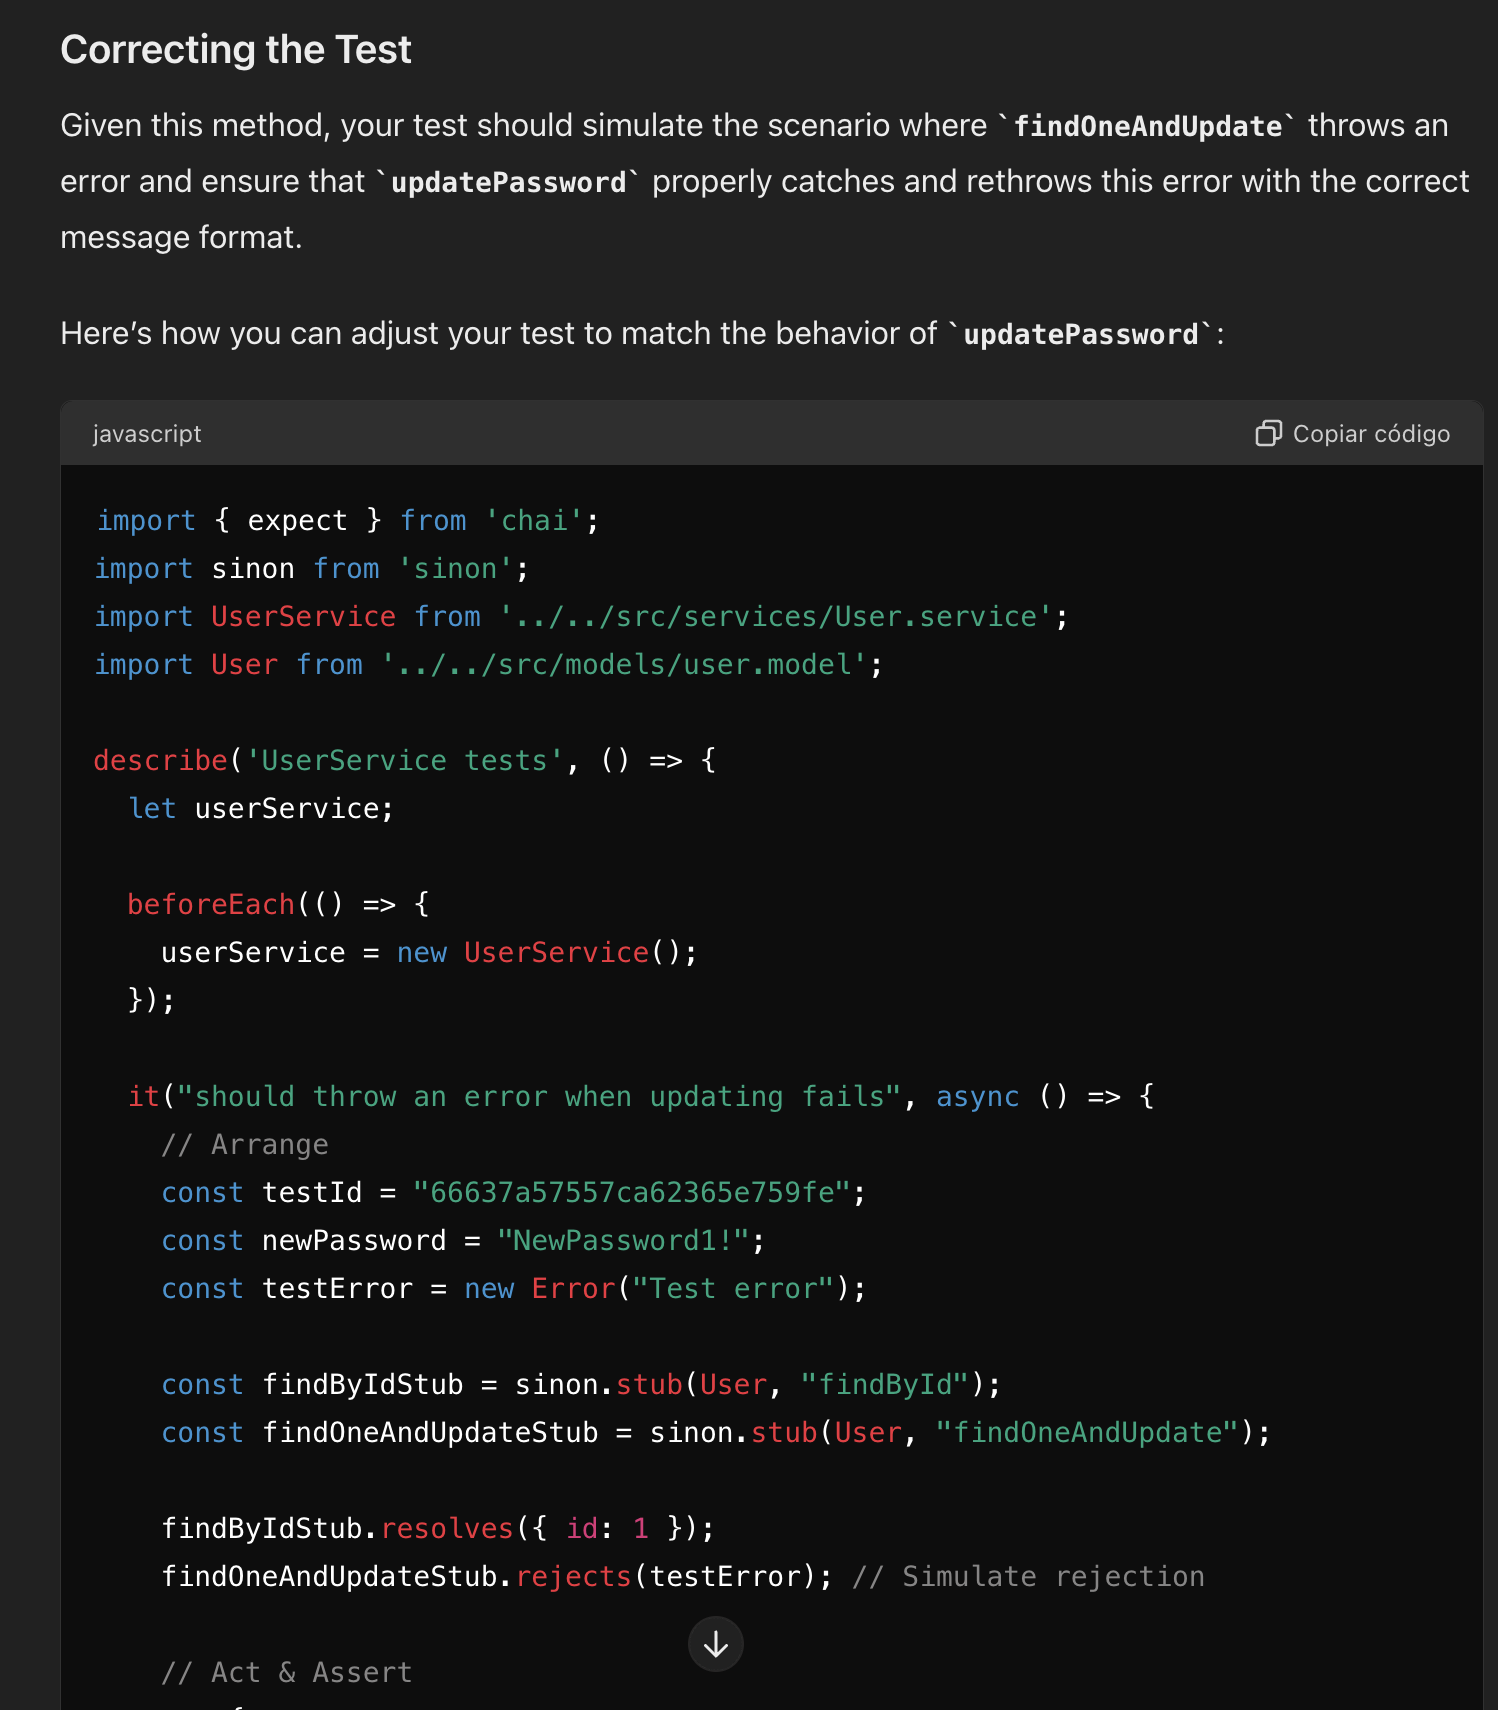 Correcting the Test
Given this method, your test should simulate the scenario where `findOneAndUpdate` throws an
error and ensure that `updatePassword` properly catches and rethrows this error with the correct
message format.
Here’s how you can adjust your test to match the behavior of `updatePassword`:
javascript
Copiar código
import { expect } from 'chai';
import sinon from 'sinon';
import UserService from '../../src/services/User.service';
import User from '../../src/models/user.model';
describe('UserService tests', () => {
  let userService;
  beforeEach(() => {
    userService = new UserService();
  });
  it("should throw an error when updating fails", async () => {
    // Arrange
    const testId = "66637a57557ca62365e759fe";
    const newPassword = "NewPassword1!";
    const testError = new Error("Test error");
    const findByIdStub = sinon.stub(User, "findById");
    const findOneAndUpdateStub = sinon.stub(User, "findOneAndUpdate");
    findByIdStub.resolves({ id: 1 });
    findOneAndUpdateStub.rejects(testError); // Simulate rejection
    // Act & Assert